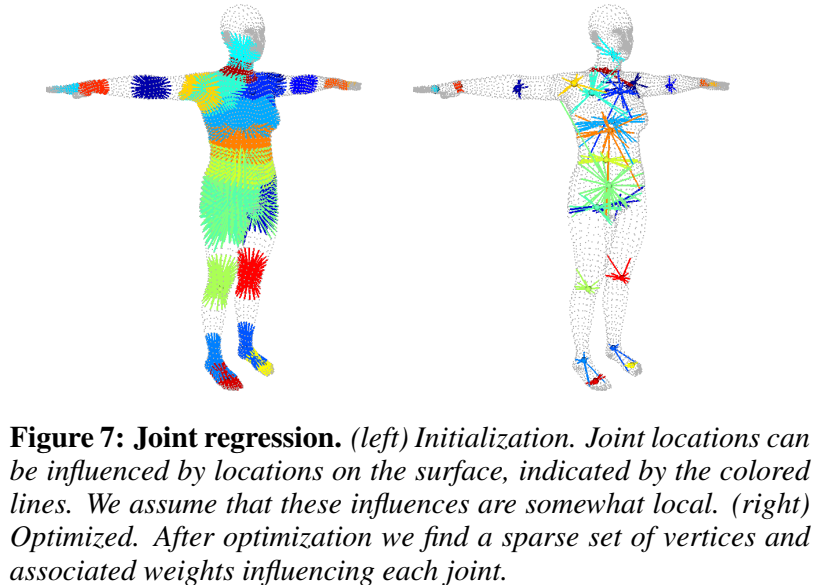 Figure 7: Joint regression. (left) Initialization. Joint locations can
be influenced by locations on the surface, indicated by the colored
lines. We assume that these influences are somewhat local. (right)
Optimized. After optimization we find a sparse set of vertices and
associated weights influencing each joint.